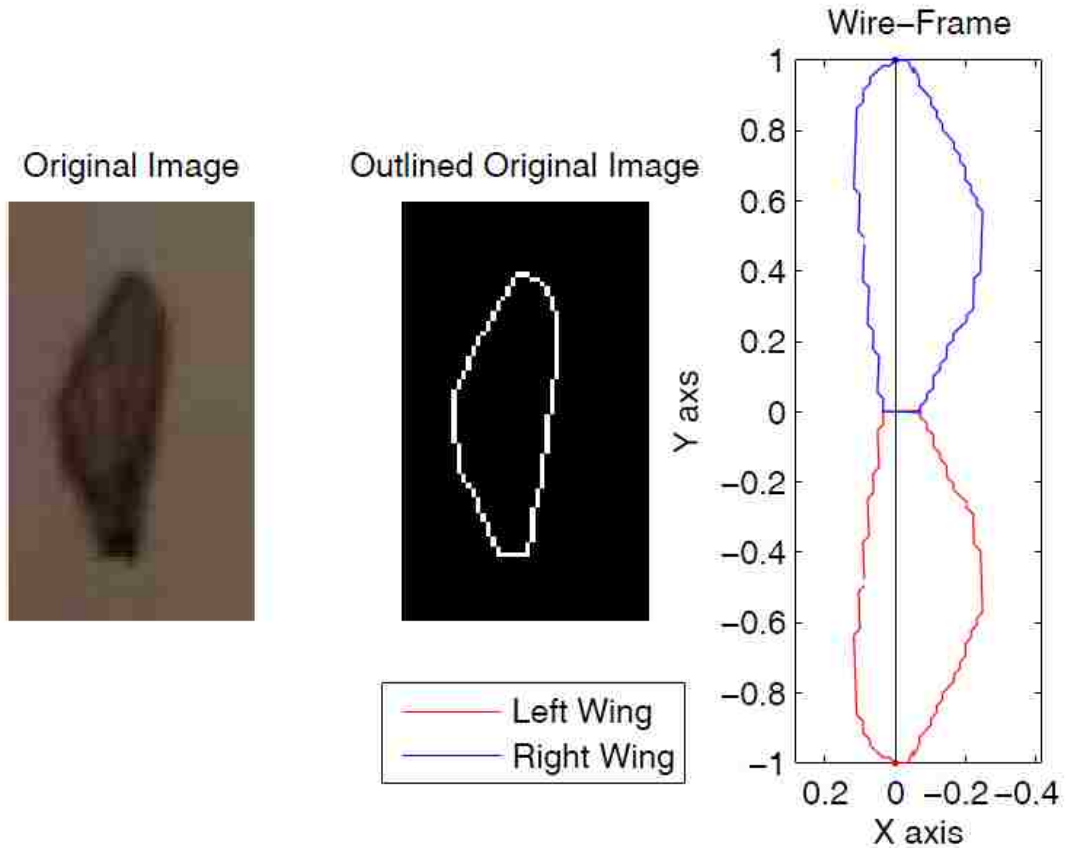 Original Image
Outlined Original Image
Wire-Frame
1
0.8
0.6
0.4
0.2
0
-0.2
-0.4
-0.6
-0.8
-1
Y axs
0.2 0 -0.2 -0.4
X axis
Left Wing
Right Wing